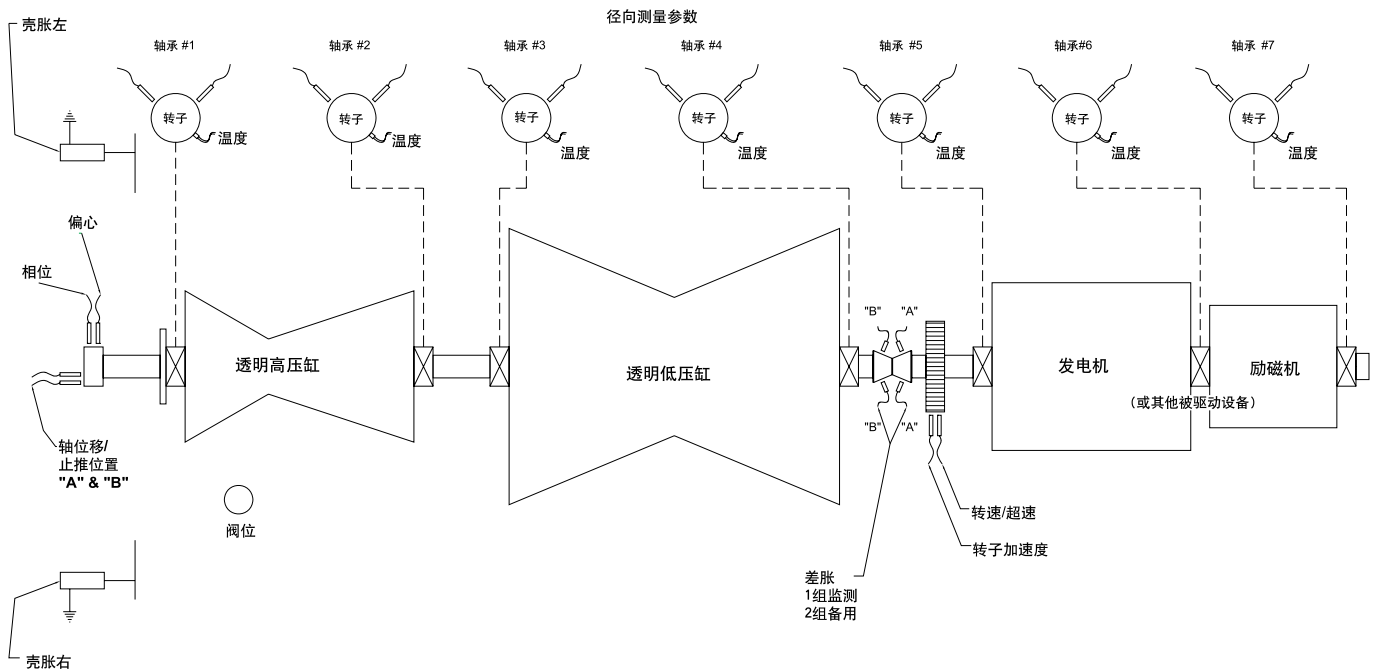 径向测量参数
壳胀左
轴承 #1
轴承 #2
轴承 #3
轴承 #4
轴承 #5
轴承#6
轴承 #7
转子
转子
转子
转子
转子
转子
转子
温度
温度
温度
温度
温度
温度
温度
偏心
相位
"B"
"A"
透明高压缸
透明低压缸
发电机
励磁机
(或其他被驱动设备)
"B"
"A"
轴位移/
止推位置
"A" & "B"
阀位
转速/超速
转子加速度
差胀
1组监测
2组备用
壳胀右